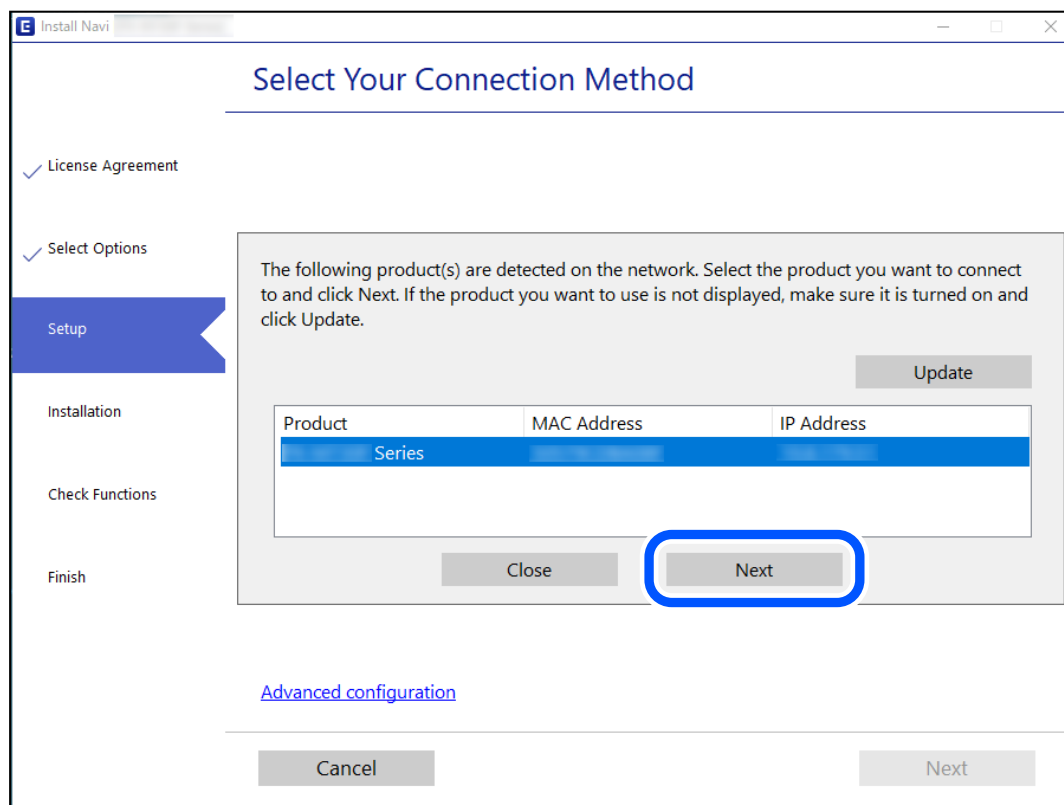 Install Navi
Select Your Connection Method
License Agreement
Select Options
Setup
Installation
Check Functions
Finish
The following product(s) are detected on the network. Select the product you want to connect
to and click Next. If the product you want to use is not displayed, make sure it is turned on and
click Update.
Update
Product MAC Address IP Address
Series
Close Next
Advanced configuration
Cancel Next